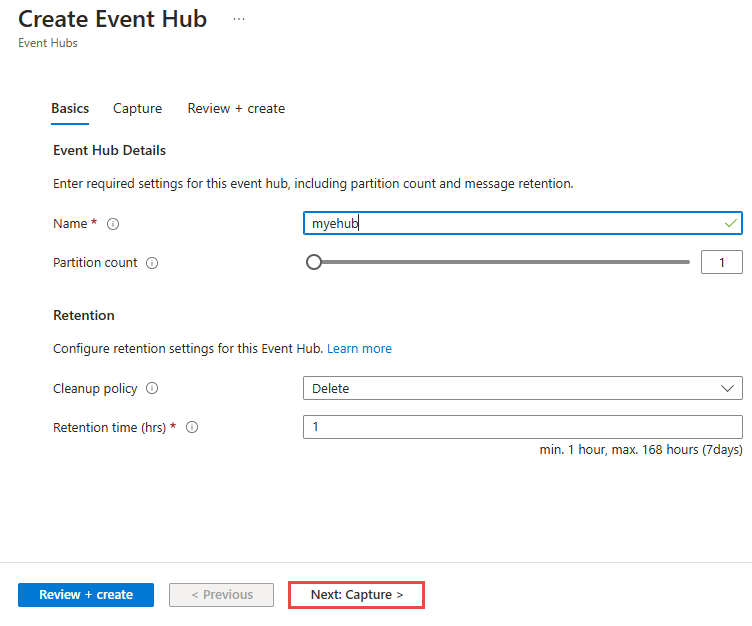 Create Event Hub ...
Event Hubs
Basics Capture Review + create
Event Hub Details
Enter required settings for this event hub, including partition count and message retention.
Name * myehub
Partition count 1
Retention
Configure retention settings for this Event Hub. Learn more
Cleanup policy Delete
Retention time (hrs) * 1
min. 1 hour, max. 168 hours (7days)
Review + create < Previous Next: Capture >